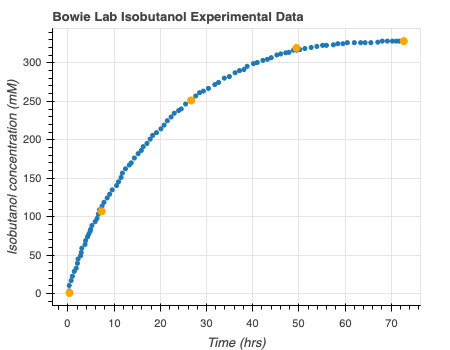 Bowie Lab Isobutanol Experimental Data
Isobutanol concentration (mM)
300
250
200
150
100
50
0
0 10 20 30 40 50 60 70
Time (hrs)